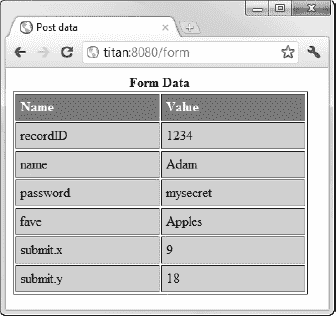 Post data
titan:8080/form
Form Data
Name Value
recordID 1234
name Adam
password mysecret
fave Apples
submit.x 9
submit.y 18